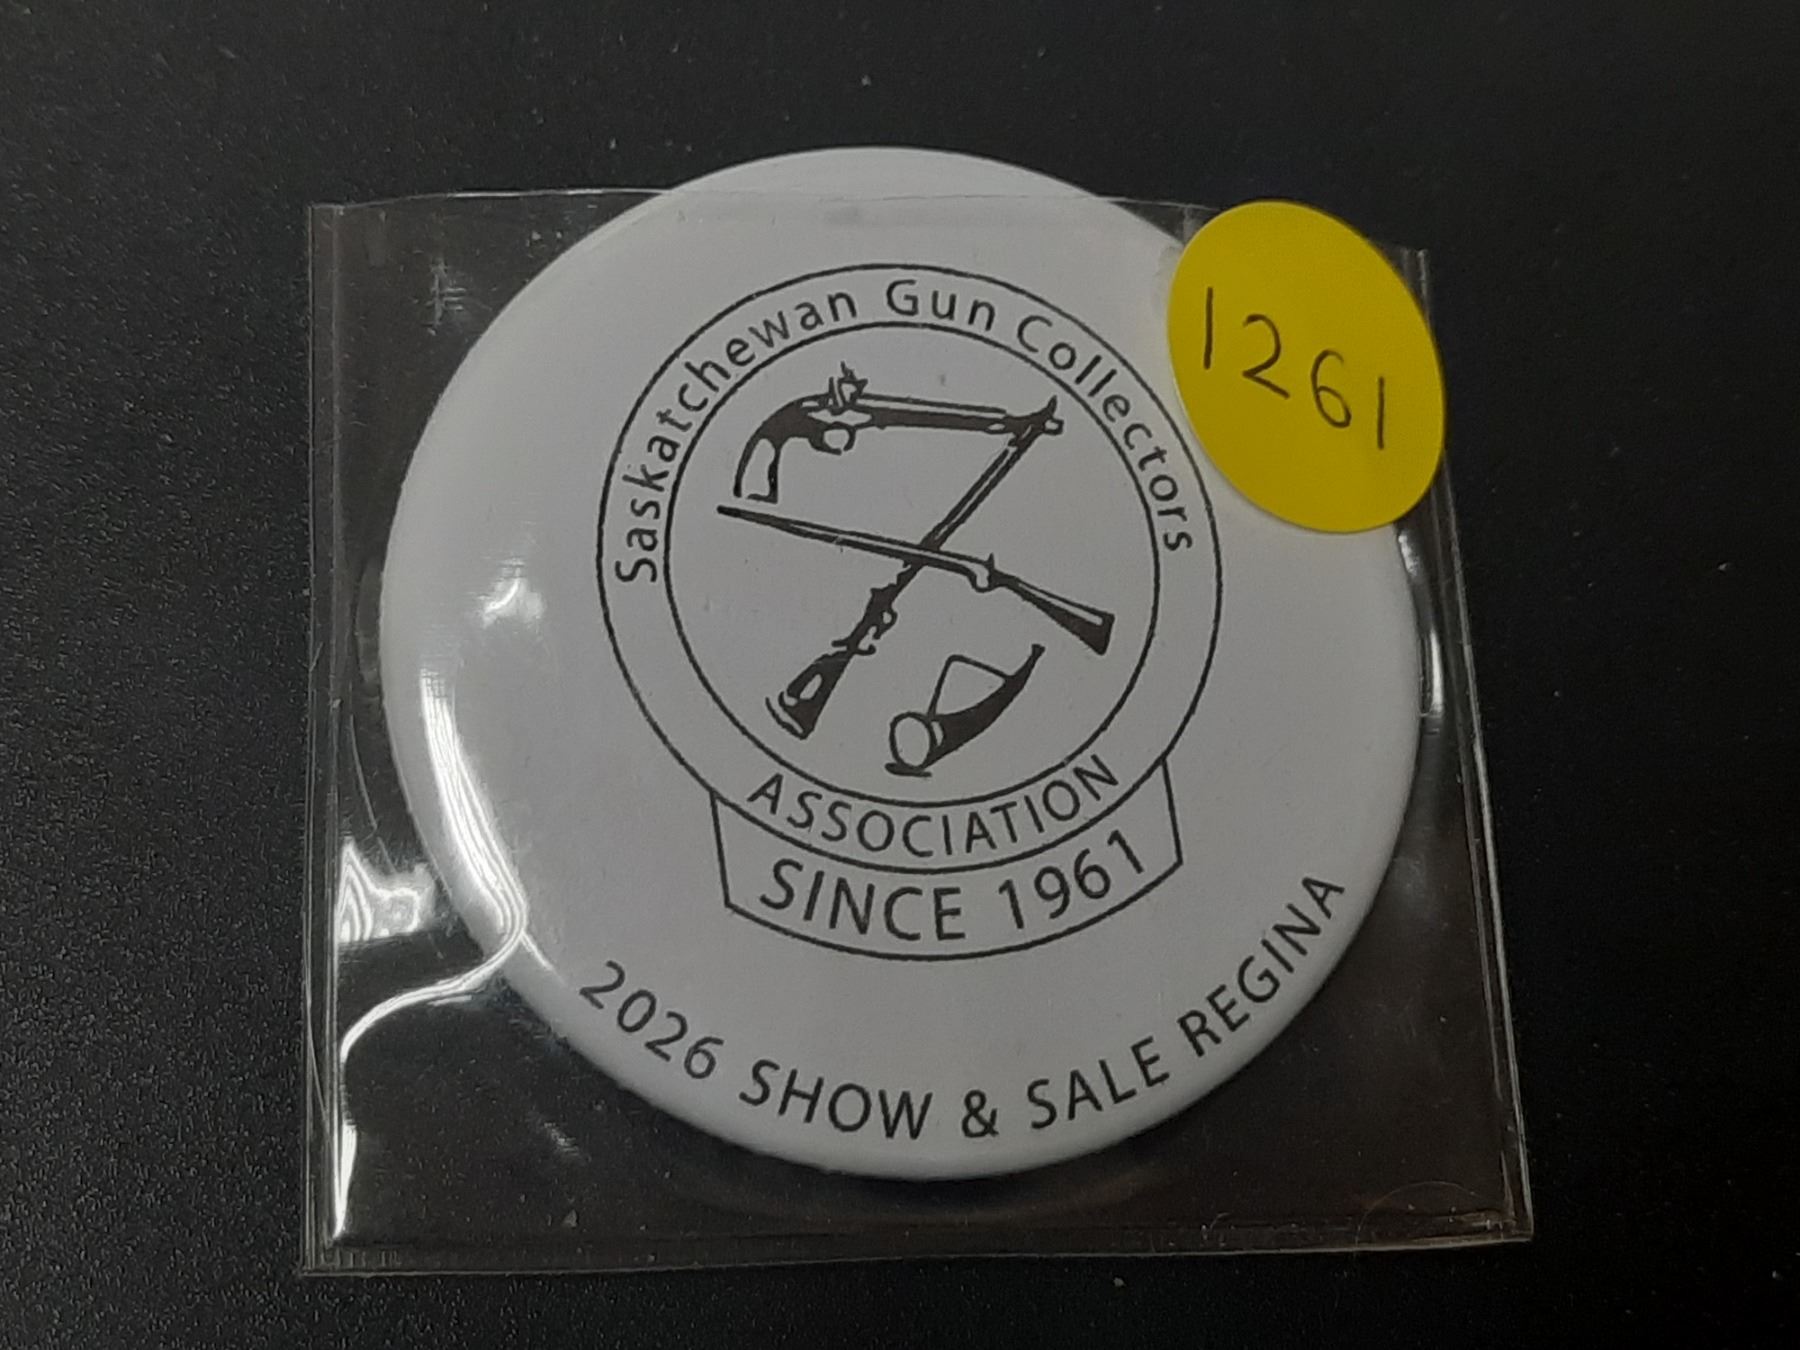 Saskatchewan Gun Collectors
ASSOCIATION
SINCE 1961
2026 SHOW & SALE REGINA
1261